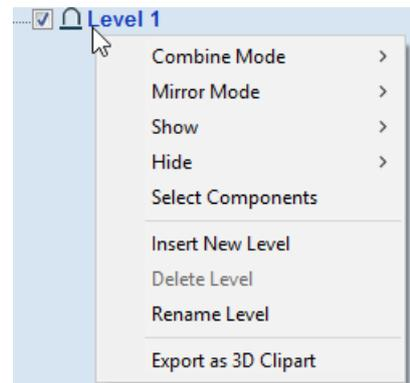 Level 1
Combine Mode
Mirror Mode
Show
Hide
Select Components
Insert New Level
Delete Level
Rename Level
Export as 3D Clipart